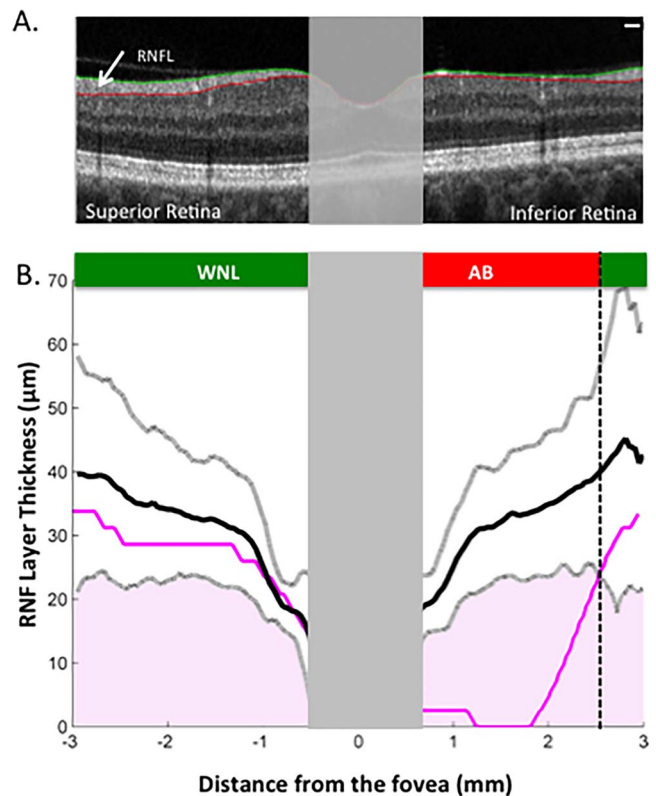 A.
RNFL
Superior Retina
Inferior Retina
B.
WNL
AB
70
60
50
40
30
20
10
0
RNF Layer Thickness (µm)
-3
-2
-1
0
1
2
3
Distance from the fovea (mm)